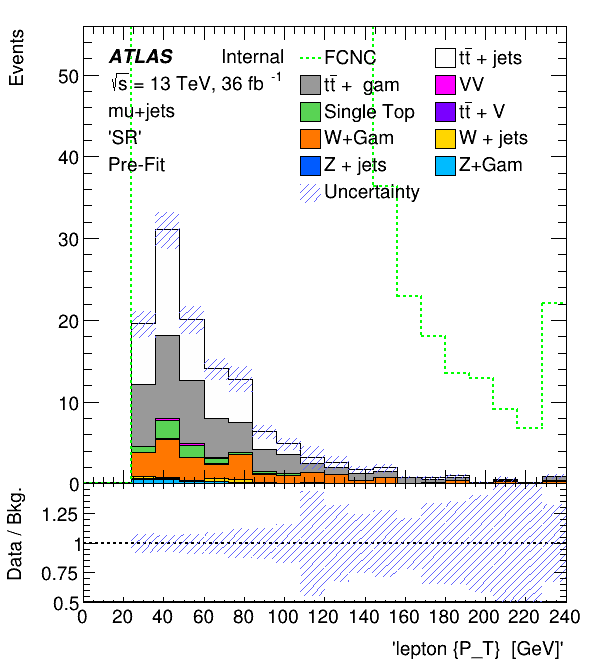 Events
ATLAS Internal
√s = 13 TeV, 36 fb⁻¹
mu+jets
'SR'
Pre-Fit
FCNC
tt̄ + jets
tt̄ + gam
VV
Single Top
tt̄ + V
W+Gam
W + jets
Z + jets
Z+Gam
Uncertainty
50
40
30
20
10
0
Data / Bkg.
1.25
1
0.75
0.5
0 20 40 60 80 100 120 140 160 180 200 220 240
'lepton {P_T} [GeV]'